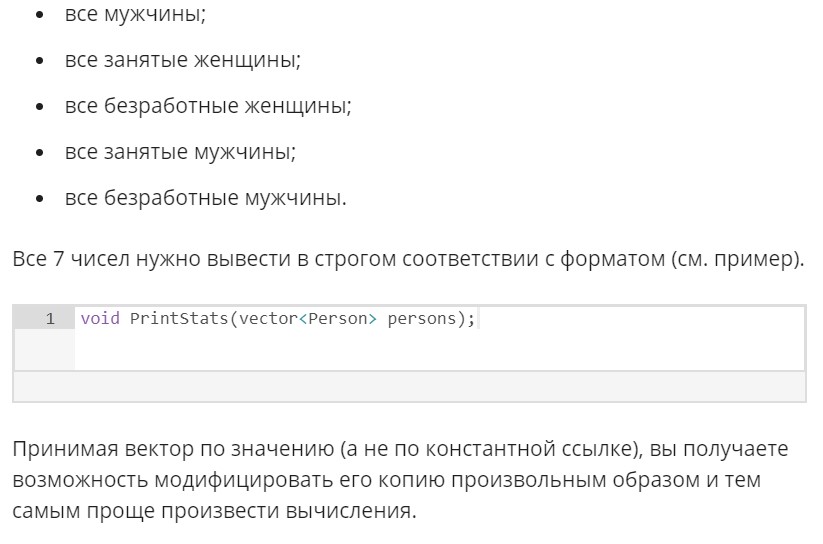 • все мужчины;
• все занятые женщины;
• все безработные женщины;
• все занятые мужчины;
• все безработные мужчины.
Все 7 чисел нужно вывести в строгом соответствии с форматом (см. пример).
1 void PrintStats(vector<Person> persons);
Принимая вектор по значению (а не по константной ссылке), вы получаете
возможность модифицировать его копию произвольным образом и тем
самым проще произвести вычисления.